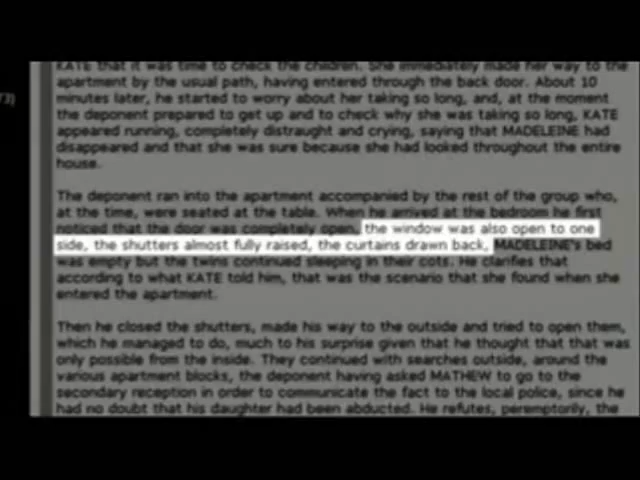 73)
KATE that it was time to check the children. She immediately made her way to the
apartment by the usual path, having entered through the back door. About 10
minutes later, he started to worry about her taking so long, and, at the moment
the deponent prepared to get up and to check why she was taking so long, KATE
appeared running, completely distraught and crying, saying that MADELEINE had
disappeared and that she was sure because she had looked throughout the entire
house.
The deponent ran into the apartment accompanied by the rest of the group who,
at the time, were seated at the table. When he arrived at the bedroom he first
noticed that the door was completely open, the window was also open to one
side, the shutters almost fully raised, the curtains drawn back, MADELEINE's bed
was empty but the twins continued sleeping in their cots. He clarifies that
according to what KATE told him, that was the scenario that she found when she
entered the apartment.
Then he closed the shutters, made his way to the outside and tried to open them,
which he managed to do, much to his surprise given that he thought that that was
only possible from the inside. They continued with searches outside, around the
various apartment blocks, the deponent having asked MATHEW to go to the
secondary reception in order to communicate the fact to the local police, since he
had no doubt that his daughter had been abducted. He refutes, peremptorily, the